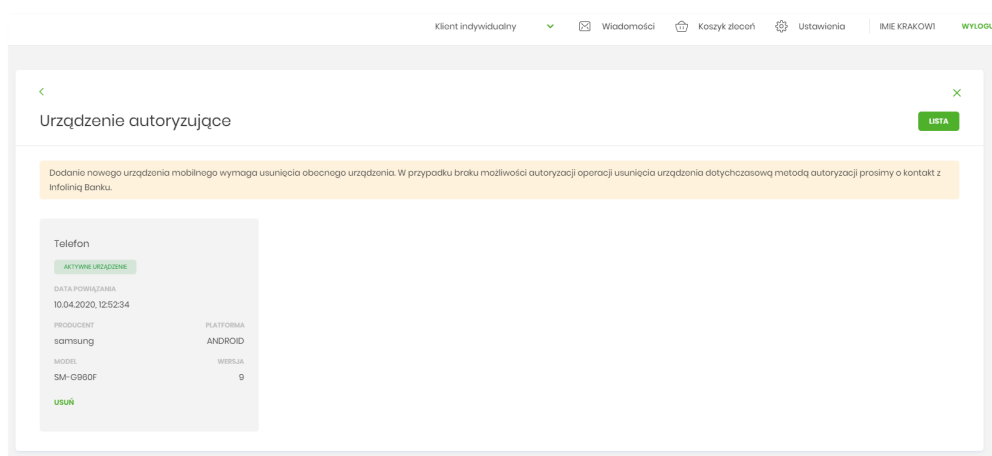 Klient indywidualny Wiadomości Koszyk zleceń Ustawienia IMIE KRAKOW1 WYLOGU
Urządzenie autoryzujące LISTA
Dodanie nowego urządzenia mobilnego wymaga usunięcia obecnego urządzenia. W przypadku braku możliwości autoryzacji operacji usunięcia urządzenia dotychczasową metodą autoryzacji prosimy o kontakt z
Infolinią Banku.
Telefon
AKTYWNE URZĄDZENIE
DATA POWIĄZANIA
10.04.2020, 12:52:34
PRODUCENT PLATFORMA
samsung ANDROID
MODEL WERSJA
SM-G960F 9
USUŃ